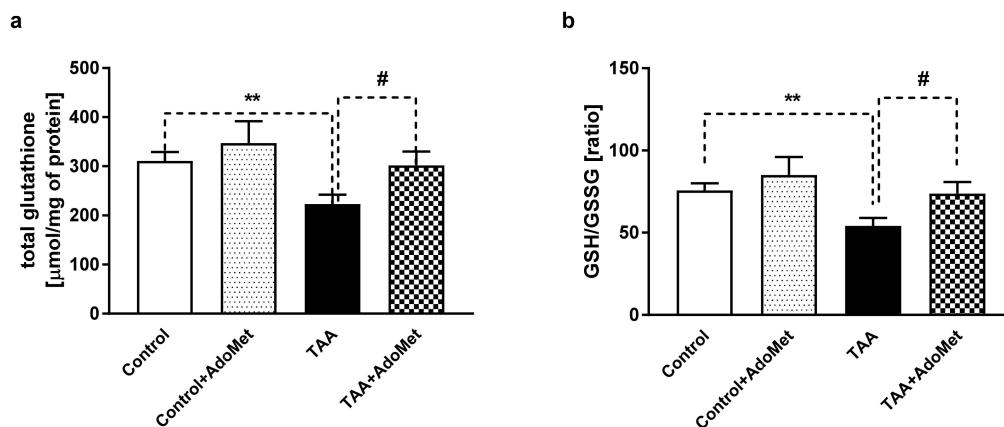 a
total glutathione
[μmol/mg of protein]
500
400
300
200
100
0
**
#
Control
Control+AdoMet
TAA
TAA+AdoMet
b
GSH/GSSG [ratio]
150
100
50
0
**
#
Control
Control+AdoMet
TAA
TAA+AdoMet